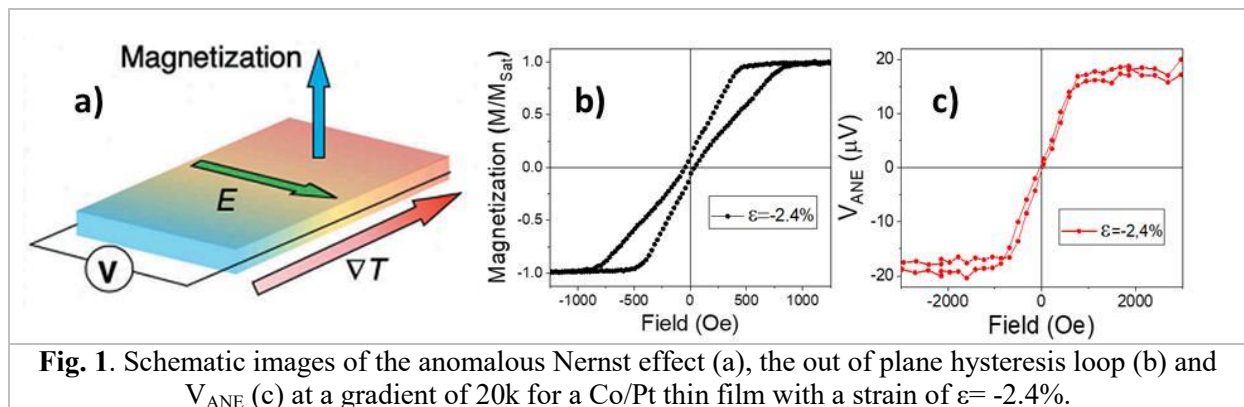 Magnetization
a)
E
∇T
V
b)
Magnetization (M/M_Sat)
1.0
0.5
0.0
-0.5
-1.0
ε=-2.4%
-1000 -500 0 500 1000
Field (Oe)
c)
V_ANE (μV)
20
10
0
-10
-20
ε=-2,4%
-2000 0 2000
Field (Oe)
Fig. 1. Schematic images of the anomalous Nernst effect (a), the out of plane hysteresis loop (b) and
V_ANE (c) at a gradient of 20k for a Co/Pt thin film with a strain of ε= -2.4%.